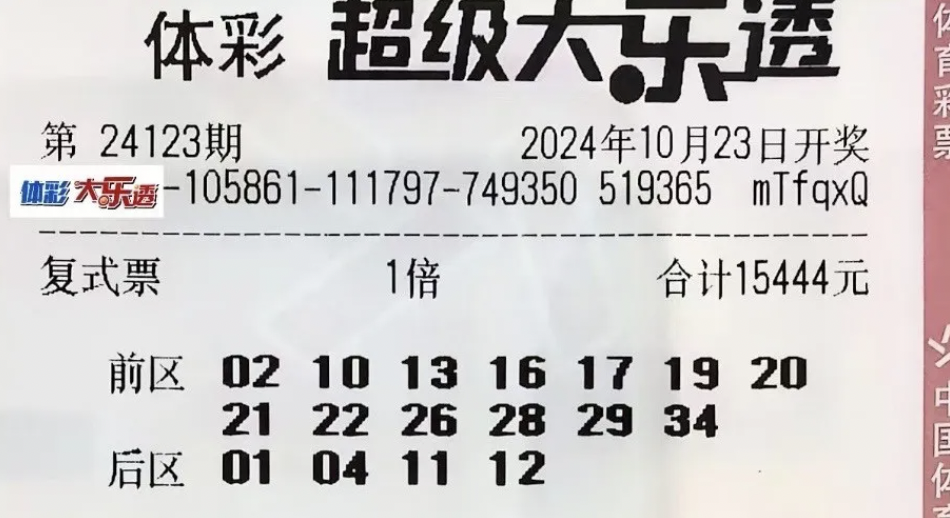 体彩 超级大乐透
第 24123期 2024年10月23日开奖
体彩 大乐透 -105861-111797-749350 519365 mTfqxQ
复式票 1倍 合计15444元
前区 02 10 13 16 17 19 20
21 22 26 28 29 34
后区 01 04 11 12
体育彩票
中国体育